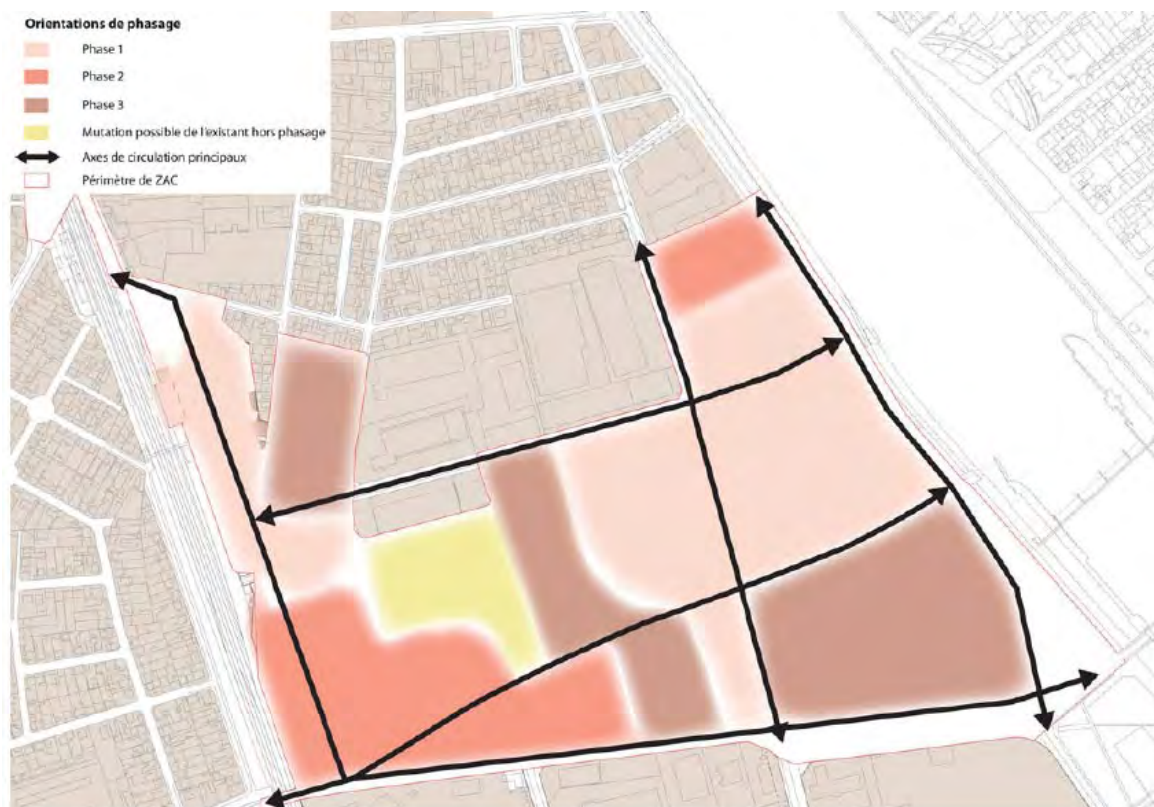 Orientations de phasage
Phase 1
Phase 2
Phase 3
Mutation possible de l'existant hors phasage
Axes de circulation principaux
Périmètre de ZAC